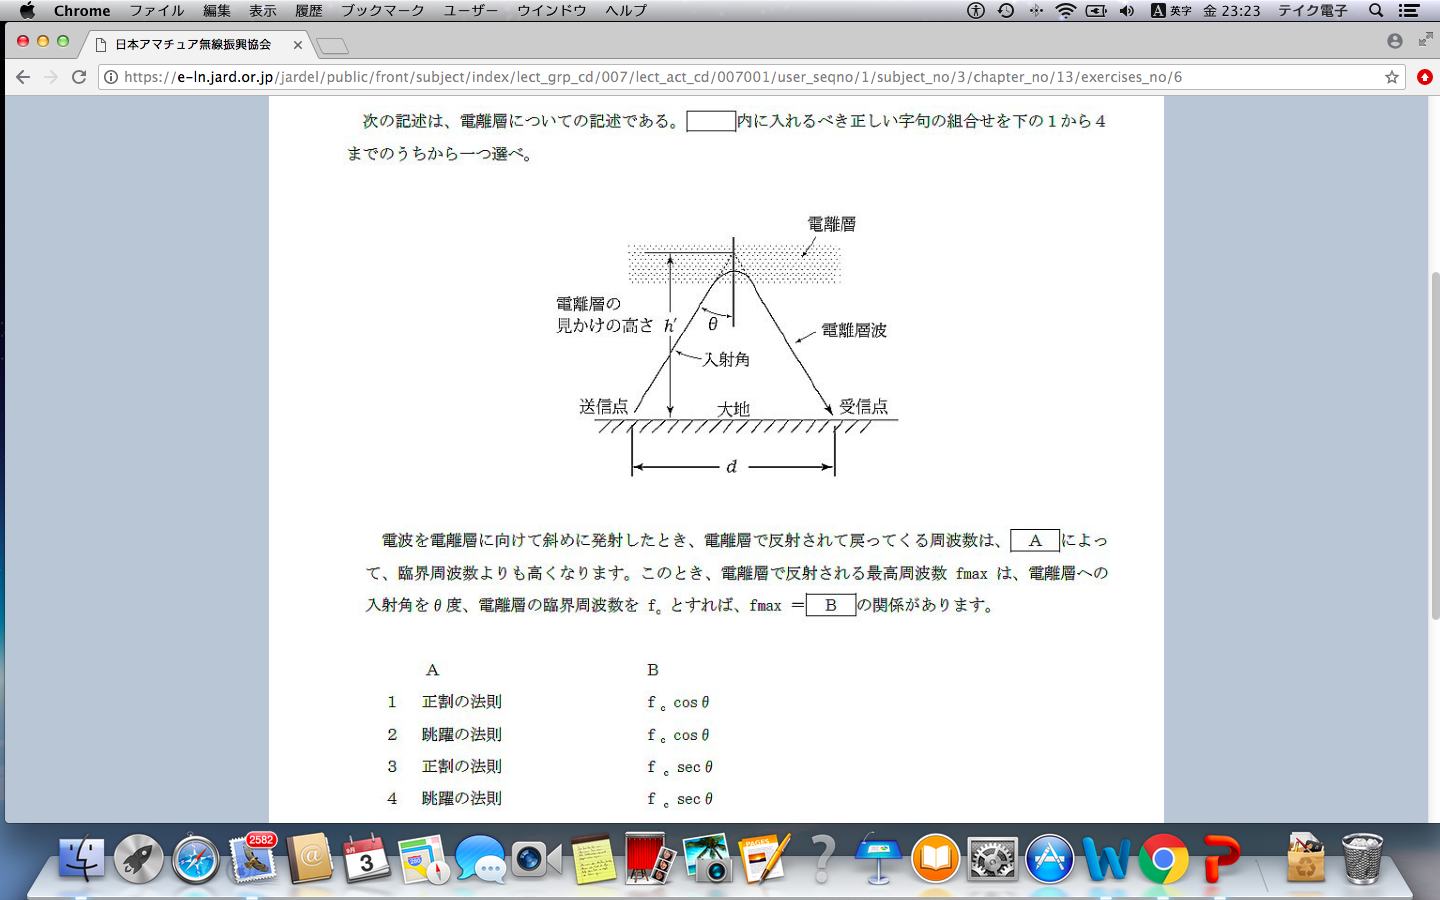 Chrome ファイル 編集 表示 履歴 ブックマーク ユーザー ウインドウ ヘルプ A 英字 金 23:23 テイク電子
日本アマチュア無線振興協会
https://e-ln.jard.or.jp/jardel/public/front/subject/index/lect_grp_cd/007/lect_act_cd/007001/user_seqno/1/subject_no/3/chapter_no/13/exercises_no/6
次の記述は、電離層についての記述である。 内に入れるべき正しい字句の組合せを下の1から4
までのうちから一つ選べ。
電離層
電離層の
見かけの高さ h′
θ
電離層波
入射角
送信点
大地
受信点
d
電波を電離層に向けて斜めに発射したとき、電離層で反射されて戻ってくる周波数は、 A によっ
て、臨界周波数よりも高くなります。このとき、電離層で反射される最高周波数 fmax は、電離層への
入射角をθ度、電離層の臨界周波数を fc とすれば、fmax = B の関係があります。
A B
1 正割の法則 fc cosθ
2 跳躍の法則 fc cosθ
3 正割の法則 fc secθ
4 跳躍の法則 fc secθ
2582
9月
3
280
PAGES